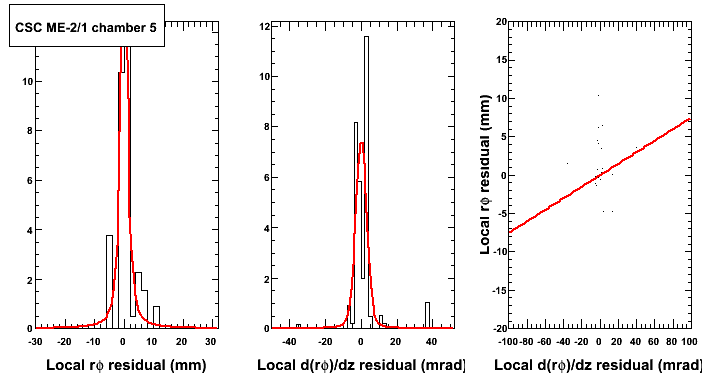 CSC ME-2/1 chamber 5
10
8
6
4
2
0
-30 -20 -10 0 10 20 30
Local rϕ residual (mm)
12
10
8
6
4
2
0
-40 -20 0 20 40
Local d(rϕ)/dz residual (mrad)
20
15
10
5
0
-5
-10
-15
-20
-100 -80 -60 -40 -20 0 20 40 60 80 100
Local rϕ residual (mm)
Local d(rϕ)/dz residual (mrad)